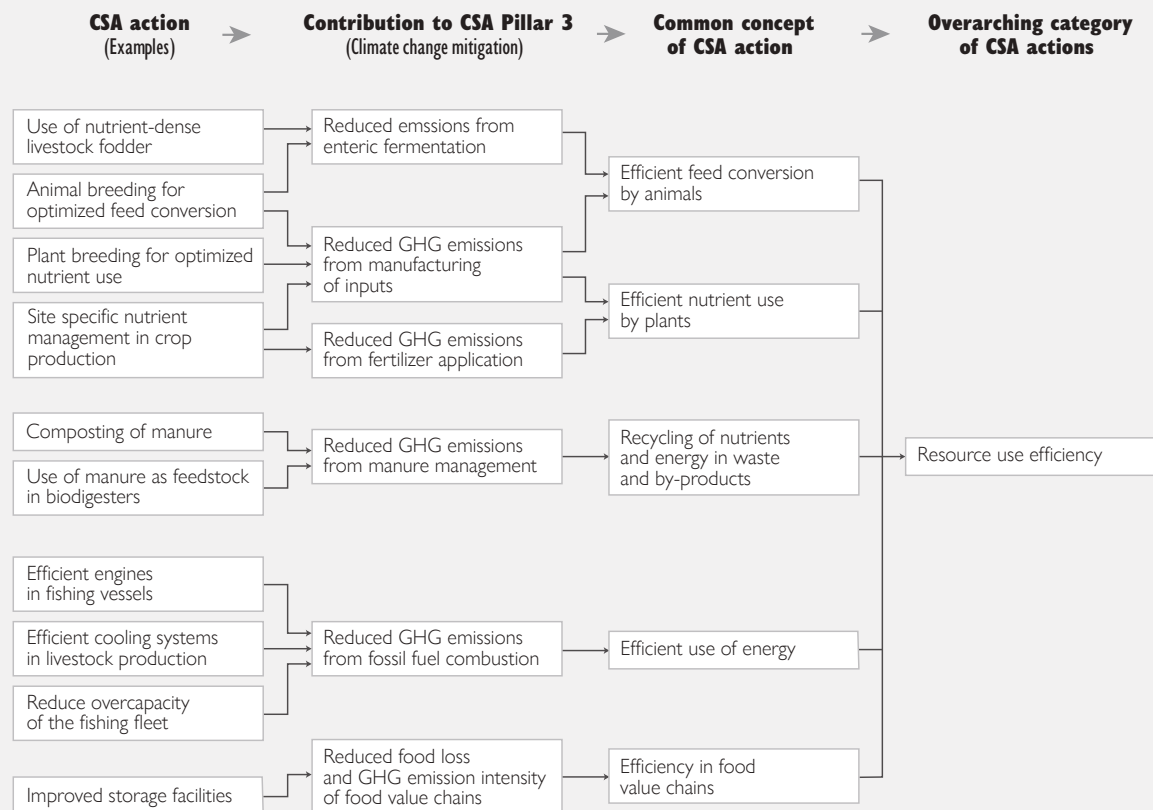 CSA action
(Examples)
Contribution to CSA Pillar 3
(Climate change mitigation)
Common concept
of CSA action
Overarching category
of CSA actions
Use of nutrient-dense
livestock fodder
Animal breeding for
optimized feed conversion
Plant breeding for optimized
nutrient use
Site specific nutrient
management in crop
production
Reduced emssions from
enteric fermentation
Reduced GHG emissions
from manufacturing
of inputs
Reduced GHG emissions
from fertilizer application
Efficient feed conversion
by animals
Efficient nutrient use
by plants
Composting of manure
Use of manure as feedstock
in biodigesters
Reduced GHG emissions
from manure management
Recycling of nutrients
and energy in waste
and by-products
Resource use efficiency
Efficient engines
in fishing vessels
Efficient cooling systems
in livestock production
Reduce overcapacity
of the fishing fleet
Reduced GHG emissions
from fossil fuel combustion
Efficient use of energy
Improved storage facilities
Reduced food loss
and GHG emission intensity
of food value chains
Efficiency in food
value chains